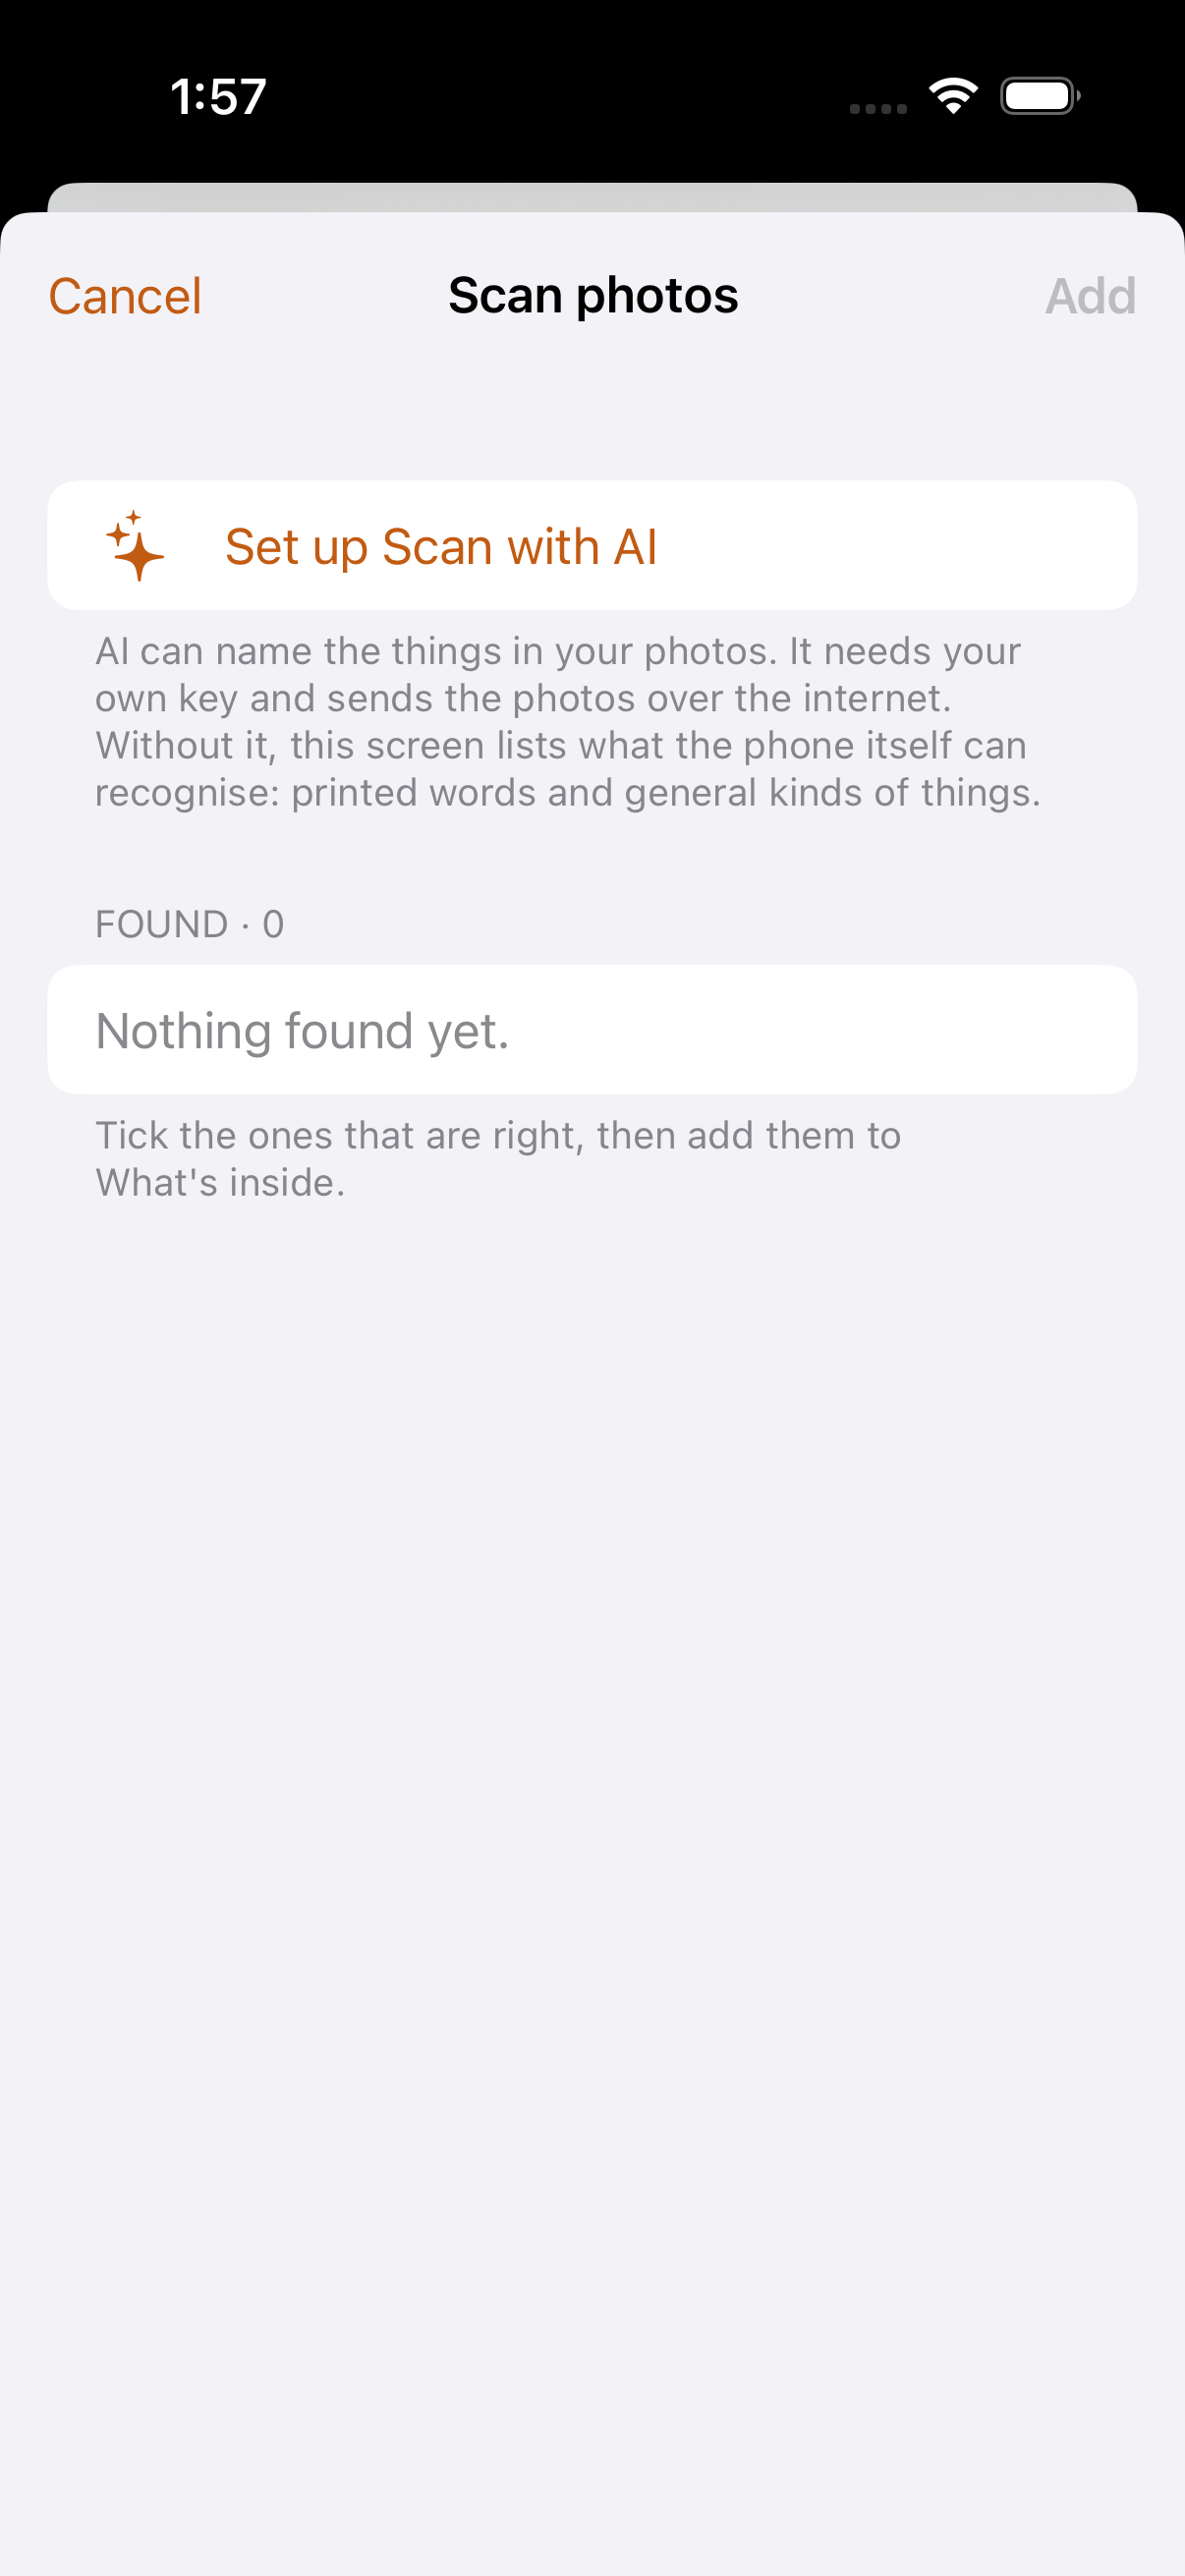 1:57
Cancel
Scan photos
Add
Set up Scan with AI
AI can name the things in your photos. It needs your
own key and sends the photos over the internet.
Without it, this screen lists what the phone itself can
recognise: printed words and general kinds of things.
FOUND · 0
Nothing found yet.
Tick the ones that are right, then add them to
What's inside.